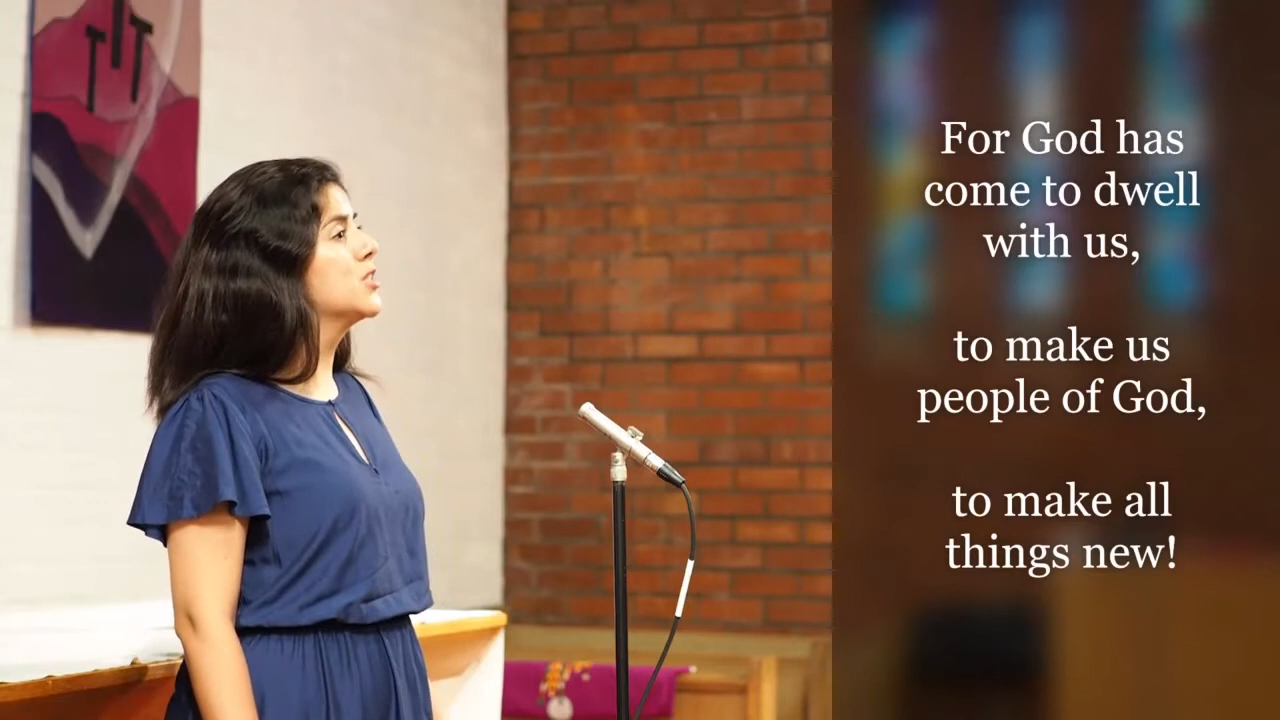 For God has
come to dwell
with us,
to make us
people of God,
to make all
things new!